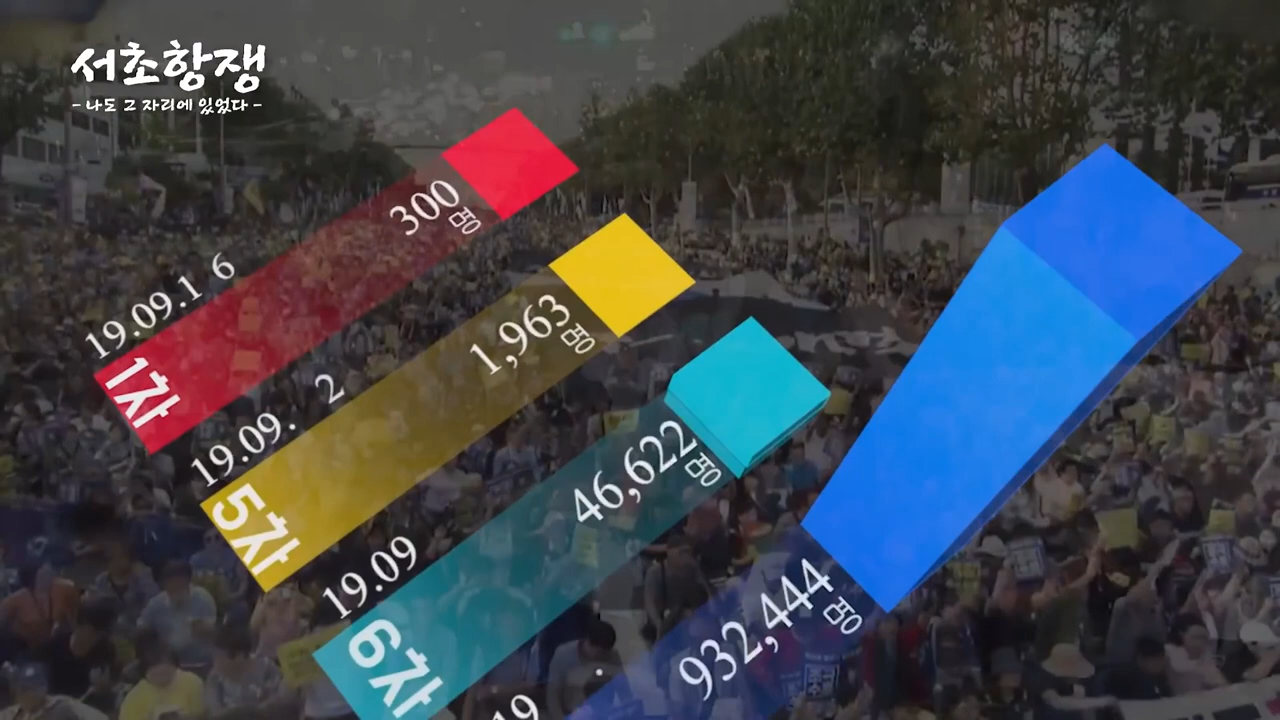 서초항쟁
- 나도 그 자리에 있었다 -
19.09.1 6
1차
300명
19.09. 2
5차
1,963명
19.09
6차
46,622명
19 .
932,444명